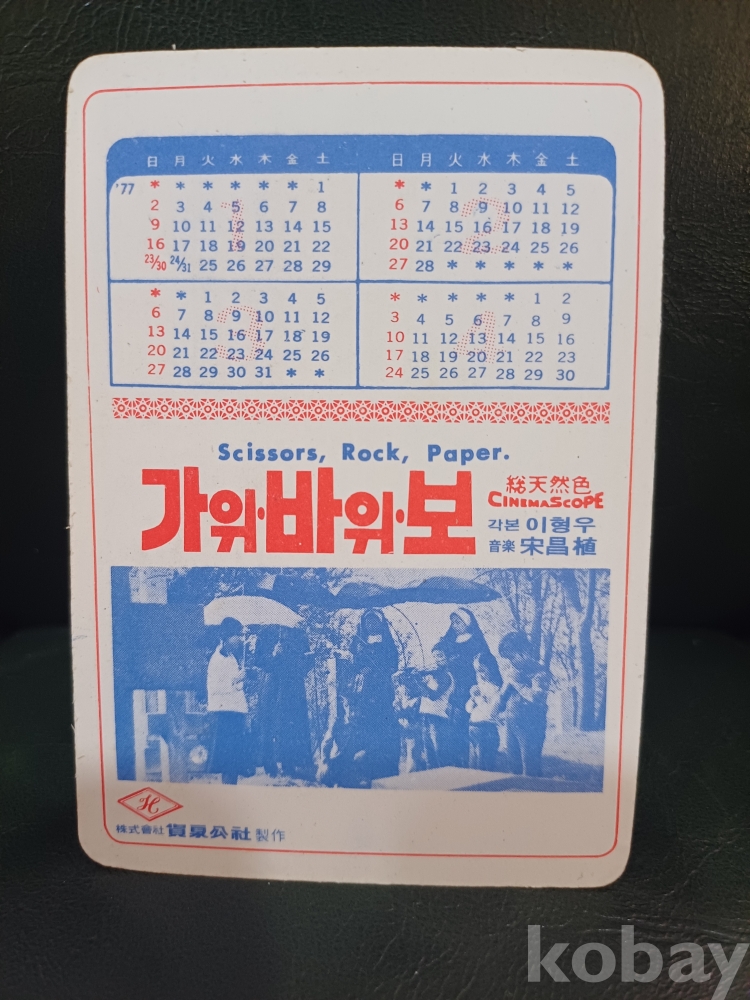 日 月 火 水 木 金 土
'77 * * * * * * 1
2 3 4 5 6 7 8
9 10 11 12 13 14 15
16 17 18 19 20 21 22
23/30 24/31 25 26 27 28 29
1
日 月 火 水 木 金 土
* * 1 2 3 4 5
6 7 8 9 10 11 12
13 14 15 16 17 18 19
20 21 22 23 24 25 26
27 28 * * * * *
2
* * 1 2 3 4 5
6 7 8 9 10 11 12
13 14 15 16 17 18 19
20 21 22 23 24 25 26
27 28 29 30 31 * *
3
* * * * * 1 2
3 4 5 6 7 8 9
10 11 12 13 14 15 16
17 18 19 20 21 22 23
24 25 26 27 28 29 30
4
Scissors, Rock, Paper.
가위·바위·보
総天然色
CINEMASCOPE
각본 이형우
音楽 宋昌植
H
株式會社 公社 製作
kobay